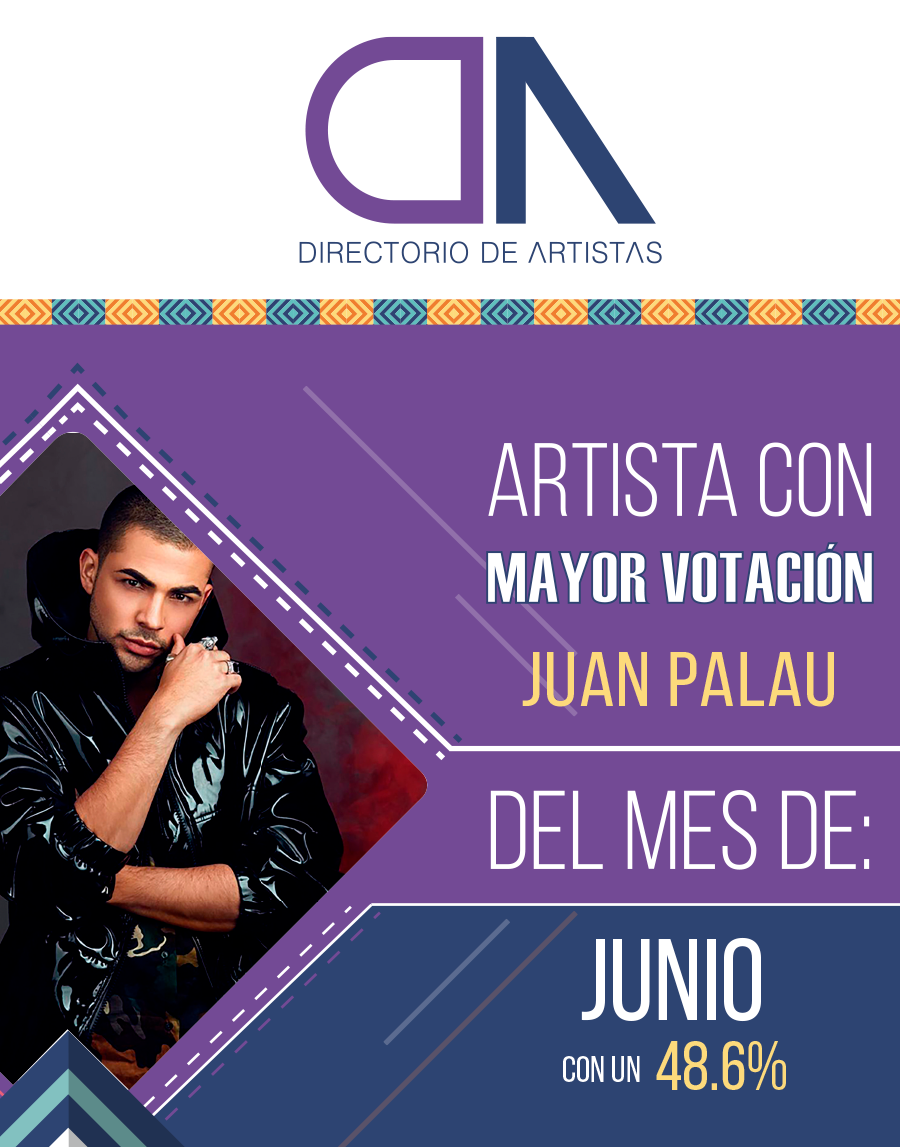 DIRECTORIO DE ARTISTAS
ARTISTA CON
MAYOR VOTACIÓN
JUAN PALAU
DEL MES DE:
JUNIO
CON UN 48.6%